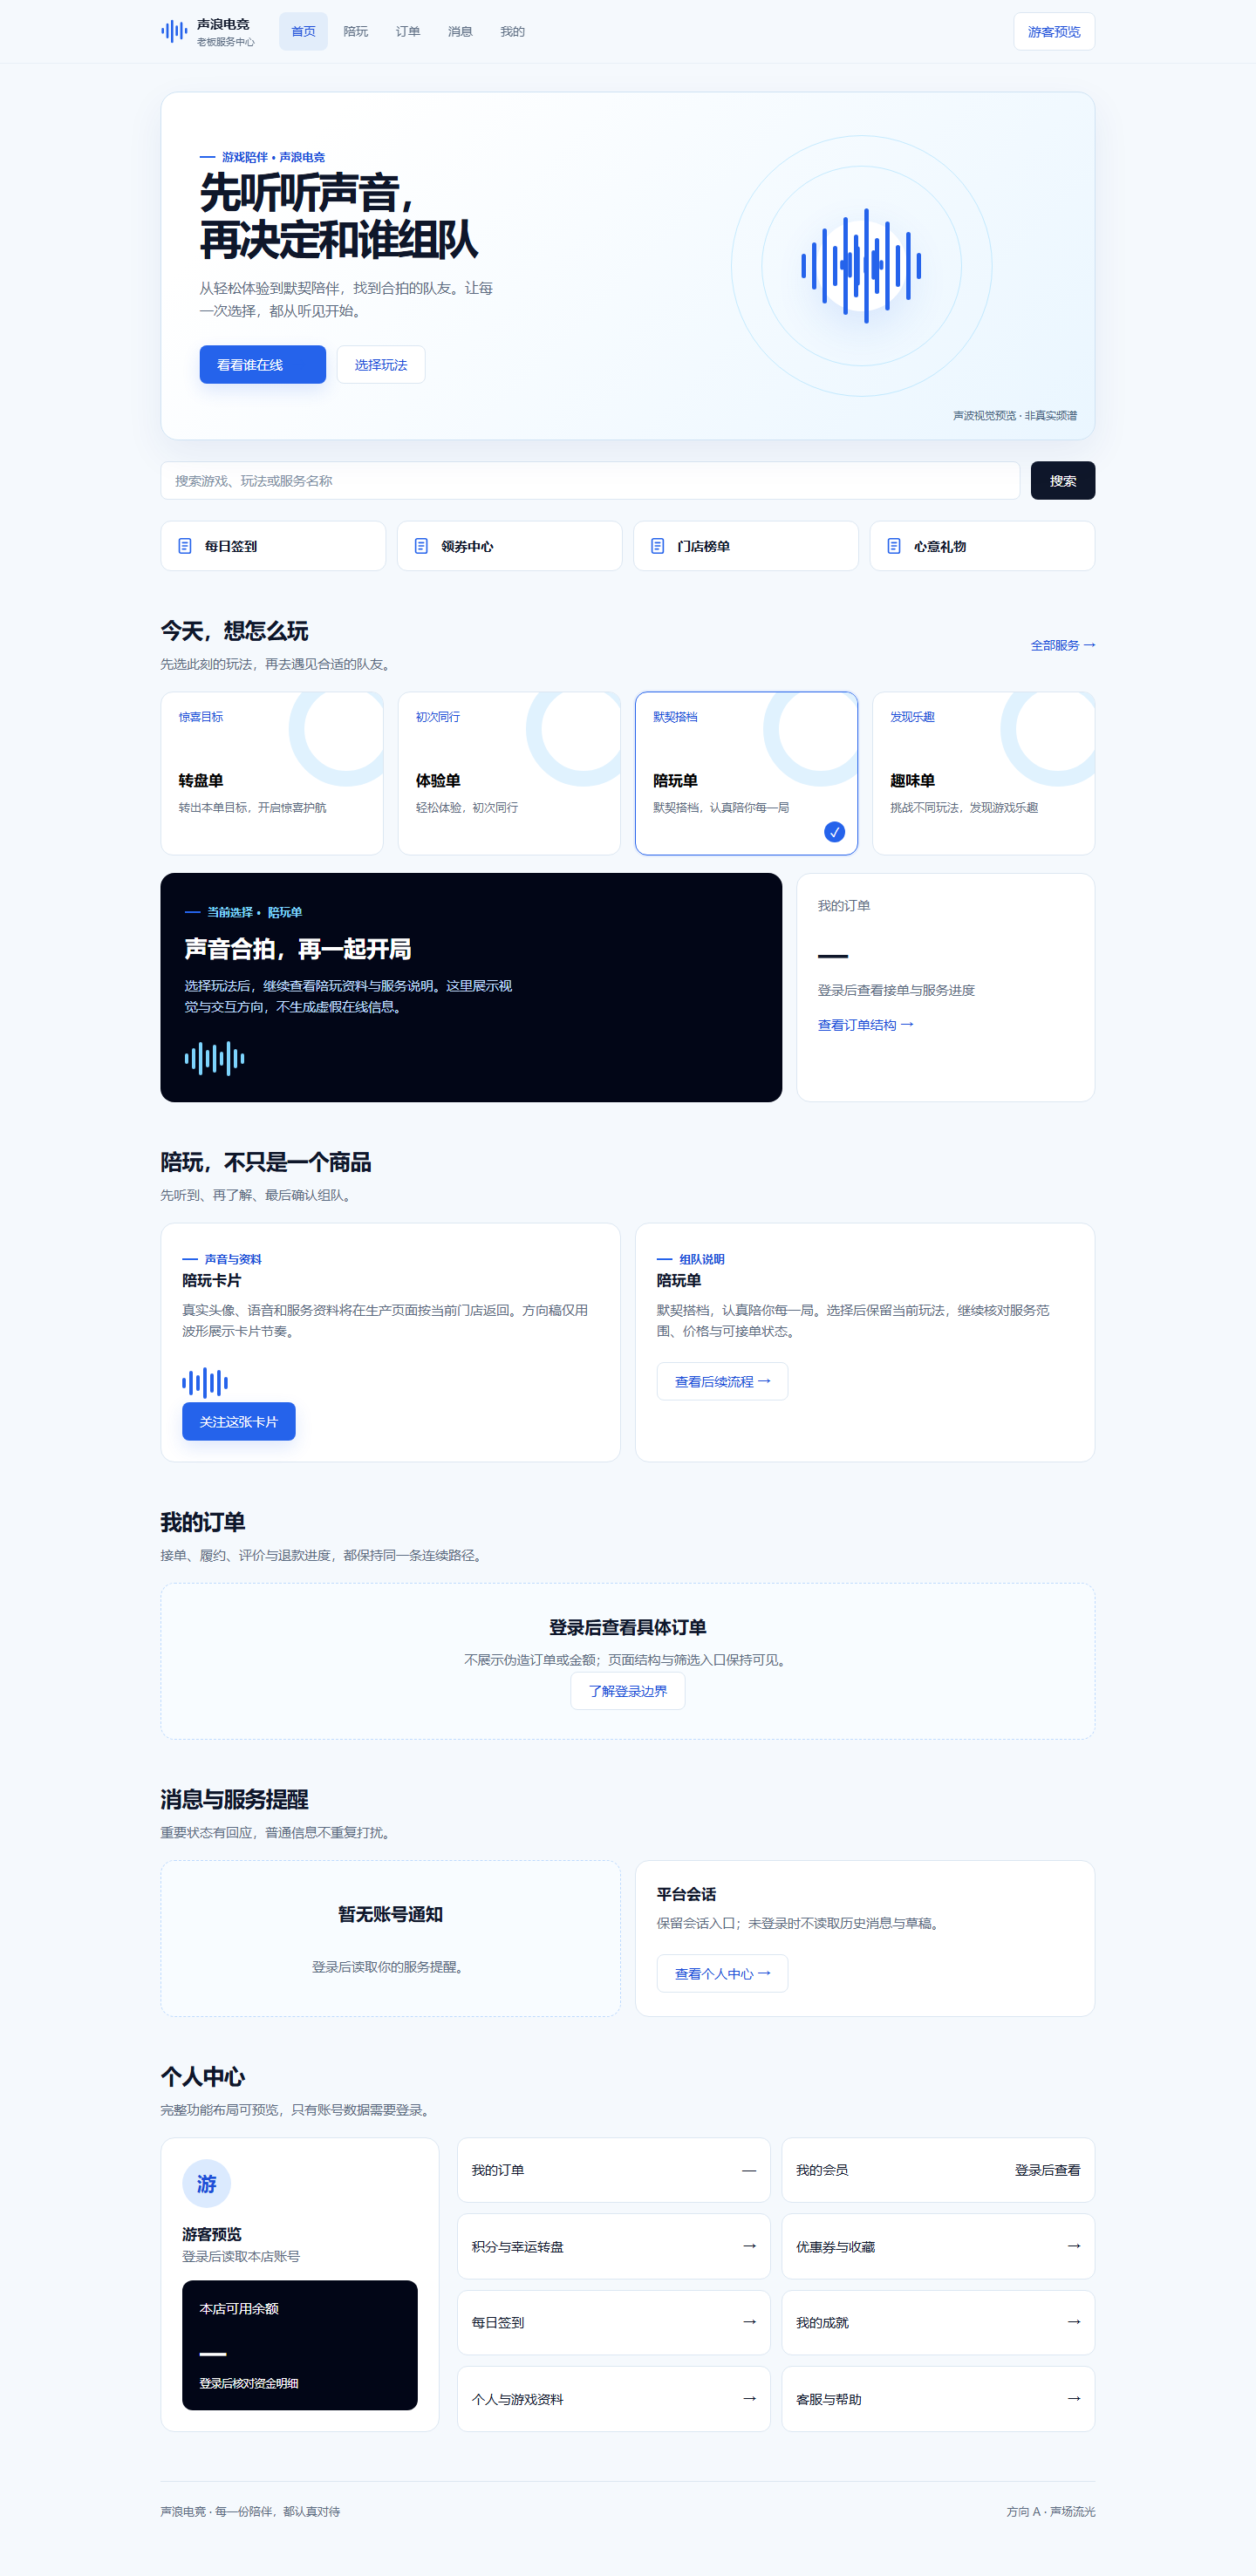 声浪电竞
老板服务中心
首页
陪玩
订单
消息
我的
游客预览
游戏陪伴 • 声浪电竞
先听听声音，
再决定和谁组队
从轻松体验到默契陪伴，找到合拍的队友。让每
一次选择，都从听见开始。
看看谁在线
选择玩法
声波视觉预览 · 非真实频谱
搜索游戏、玩法或服务名称
搜索
每日签到
领券中心
门店榜单
心意礼物
今天，想怎么玩
先选此刻的玩法，再去遇见合适的队友。
全部服务 →
惊喜目标
转盘单
转出本单目标，开启惊喜护航
初次同行
体验单
轻松体验，初次同行
默契搭档
陪玩单
默契搭档，认真陪你每一局
发现乐趣
趣味单
挑战不同玩法，发现游戏乐趣
当前选择 • 陪玩单
声音合拍，再一起开局
选择玩法后，继续查看陪玩资料与服务说明。这里展示视
觉与交互方向，不生成虚假在线信息。
我的订单
—
登录后查看接单与服务进度
查看订单结构 →
陪玩，不只是一个商品
先听到、再了解、最后确认组队。
声音与资料
陪玩卡片
真实头像、语音和服务资料将在生产页面按当前门店返回。方向稿仅用
波形展示卡片节奏。
关注这张卡片
组队说明
陪玩单
默契搭档，认真陪你每一局。选择后保留当前玩法，继续核对服务范
围、价格与可接单状态。
查看后续流程 →
我的订单
接单、履约、评价与退款进度，都保持同一条连续路径。
登录后查看具体订单
不展示伪造订单或金额；页面结构与筛选入口保持可见。
了解登录边界
消息与服务提醒
重要状态有回应，普通信息不重复打扰。
暂无账号通知
登录后读取你的服务提醒。
平台会话
保留会话入口；未登录时不读取历史消息与草稿。
查看个人中心 →
个人中心
完整功能布局可预览，只有账号数据需要登录。
游
游客预览
登录后读取本店账号
本店可用余额
—
登录后核对资金明细
我的订单 —
我的会员 登录后查看
积分与幸运转盘 →
优惠券与收藏 →
每日签到 →
我的成就 →
个人与游戏资料 →
客服与帮助 →
声浪电竞 · 每一份陪伴，都认真对待
方向 A · 声场流光